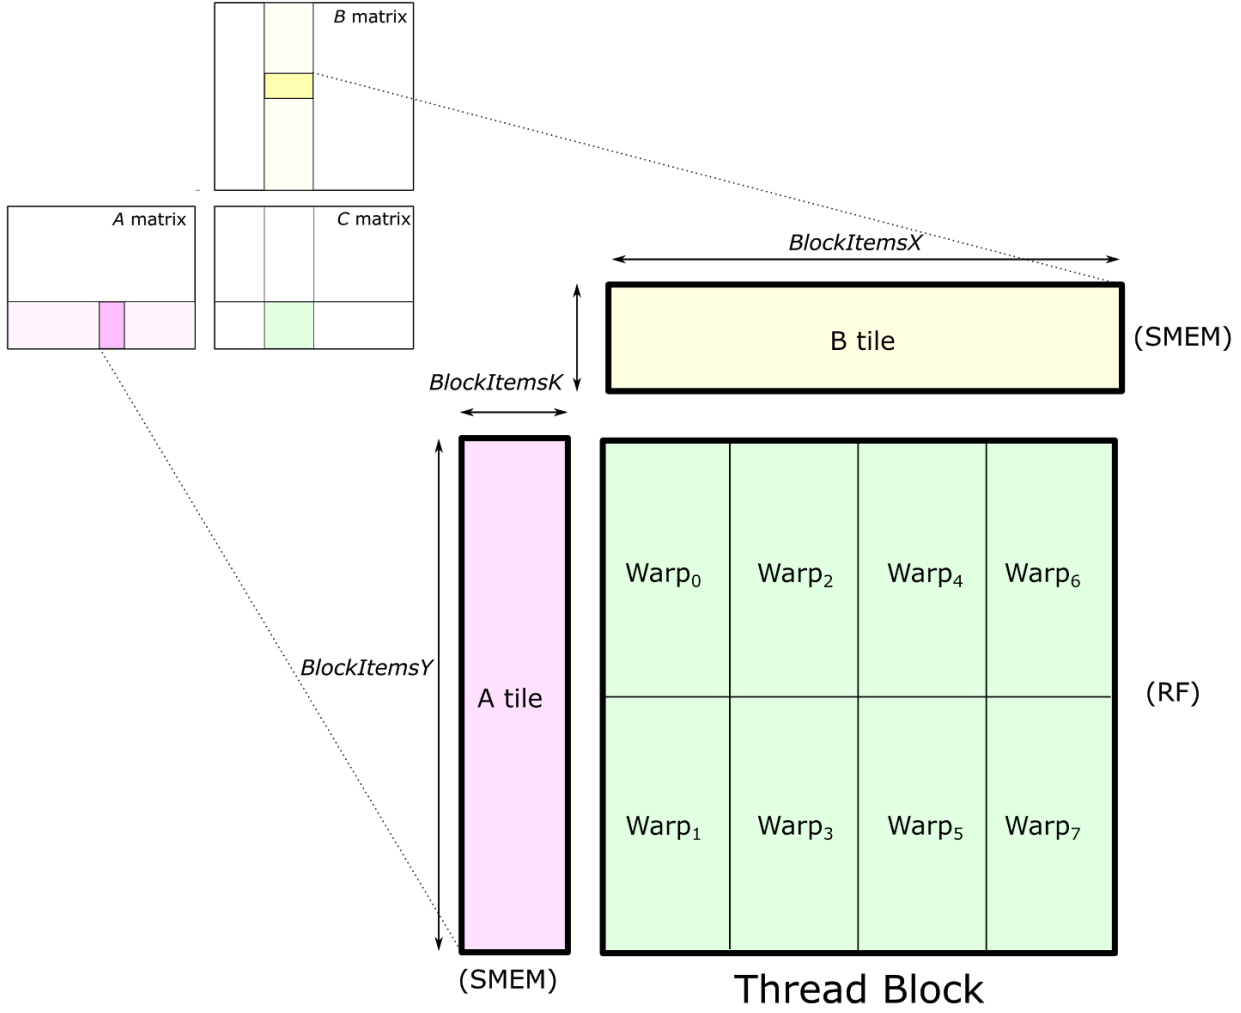 B matrix
A matrix
C matrix
BlockItemsX
B tile
(SMEM)
BlockItemsK
Warp₀
Warp₂
Warp₄
Warp₆
BlockItemsY
A tile
(RF)
Warp₁
Warp₃
Warp₅
Warp₇
(SMEM)
Thread Block